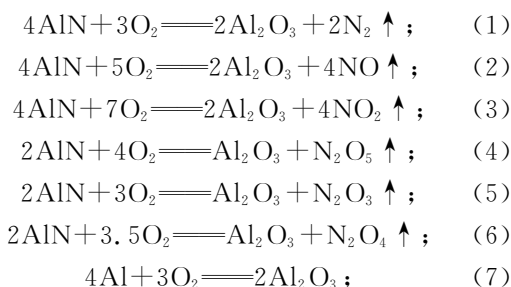 4AlN+3O₂══2Al₂O₃+2N₂↑; (1)
4AlN+5O₂══2Al₂O₃+4NO↑; (2)
4AlN+7O₂══2Al₂O₃+4NO₂↑; (3)
2AlN+4O₂══Al₂O₃+N₂O₅↑; (4)
2AlN+3O₂══Al₂O₃+N₂O₃↑; (5)
2AlN+3.5O₂══Al₂O₃+N₂O₄↑; (6)
4Al+3O₂══2Al₂O₃; (7)